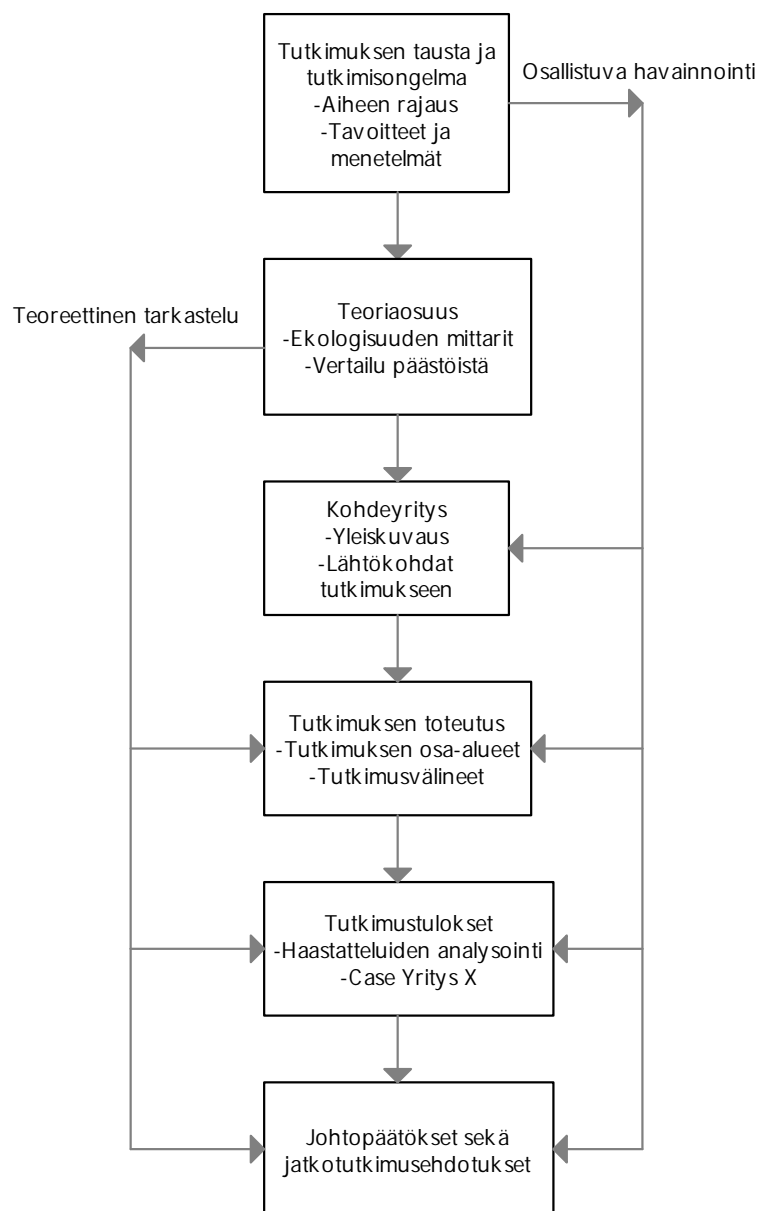 Tutkimuksen tausta ja
tutkimisongelma
-Aiheen rajaus
-Tavoitteet ja
menetelmät
Osallistuva havainnointi
Teoreettinen tarkastelu
Teoriaosuus
-Ekologisuuden mittarit
-Vertailu päästöistä
Kohdeyritys
-Yleiskuvaus
-Lähtökohdat
tutkimukseen
Tutkimuksen toteutus
-Tutkimuksen osa-alueet
-Tutkimusvälineet
Tutkimustulokset
-Haastatteluiden analysointi
-Case Yritys X
Johtopäätökset sekä
jatkotutkimusehdotukset